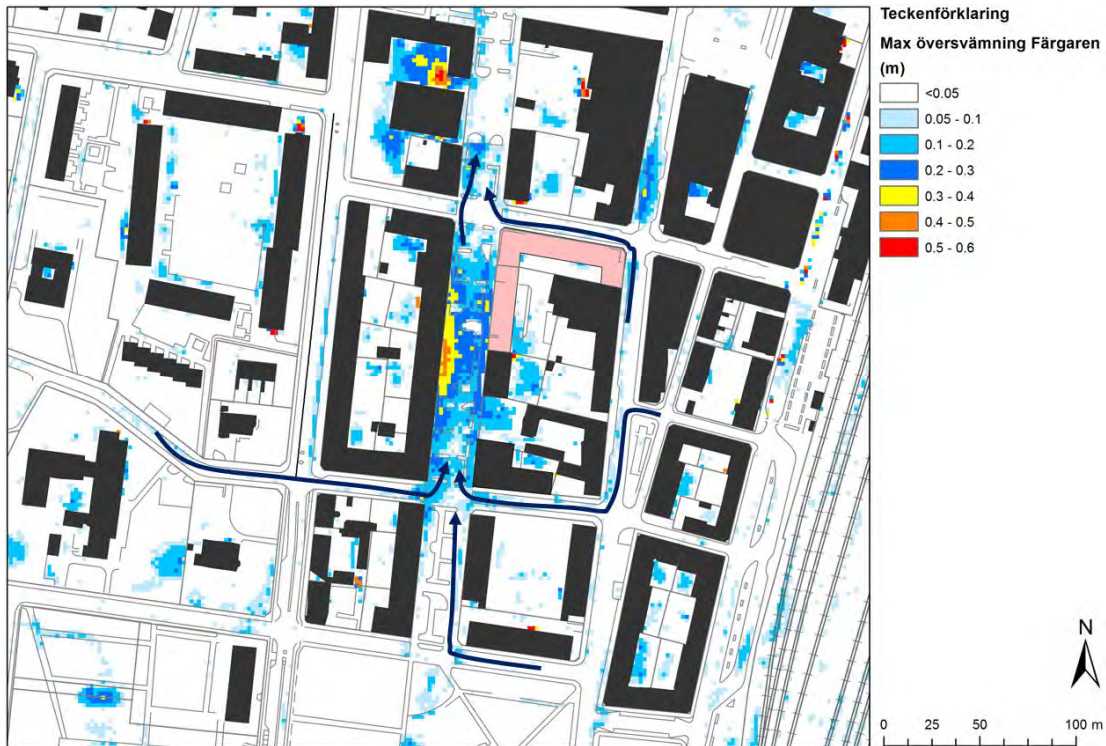 Teckenförklaring
Max översvämning Färgaren
(m)
<0.05
0.05 - 0.1
0.1 - 0.2
0.2 - 0.3
0.3 - 0.4
0.4 - 0.5
0.5 - 0.6
N
0 25 50 100 m